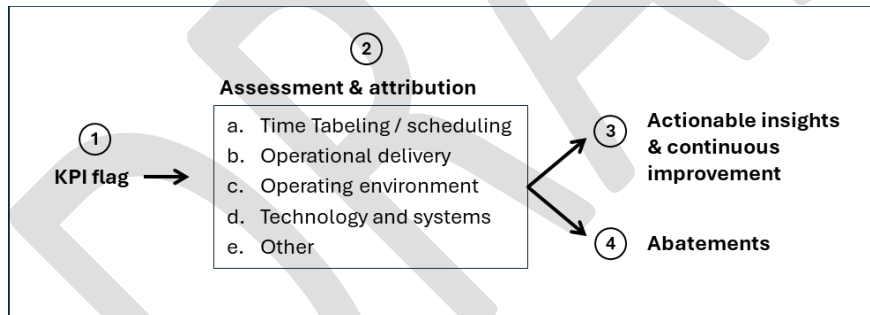 2
Assessment & attribution
1
KPI flag
a. Time Tabeling / scheduling
b. Operational delivery
c. Operating environment
d. Technology and systems
e. Other
3
Actionable insights
& continuous
improvement
4
Abatements